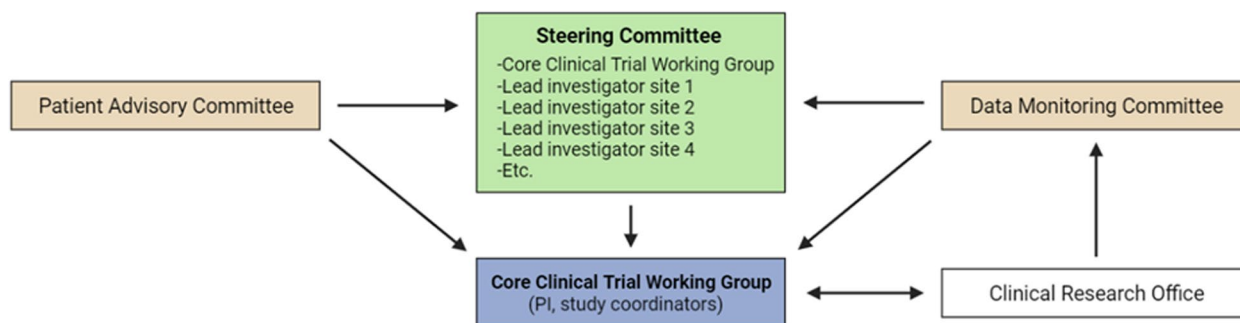 Steering Committee
-Core Clinical Trial Working Group
-Lead investigator site 1
-Lead investigator site 2
-Lead investigator site 3
-Lead investigator site 4
-Etc.
Patient Advisory Committee
Data Monitoring Committee
Core Clinical Trial Working Group
(PI, study coordinators)
Clinical Research Office